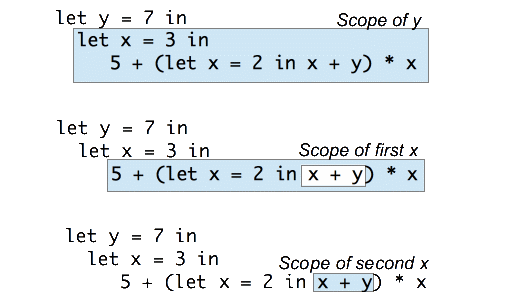 let y = 7 in
Scope of y
let x = 3 in
5 + (let x = 2 in x + y) * x
let y = 7 in
let x = 3 in
Scope of first x
5 + (let x = 2 in x + y) * x
let y = 7 in
let x = 3 in
Scope of second x
5 + (let x = 2 in x + y) * x